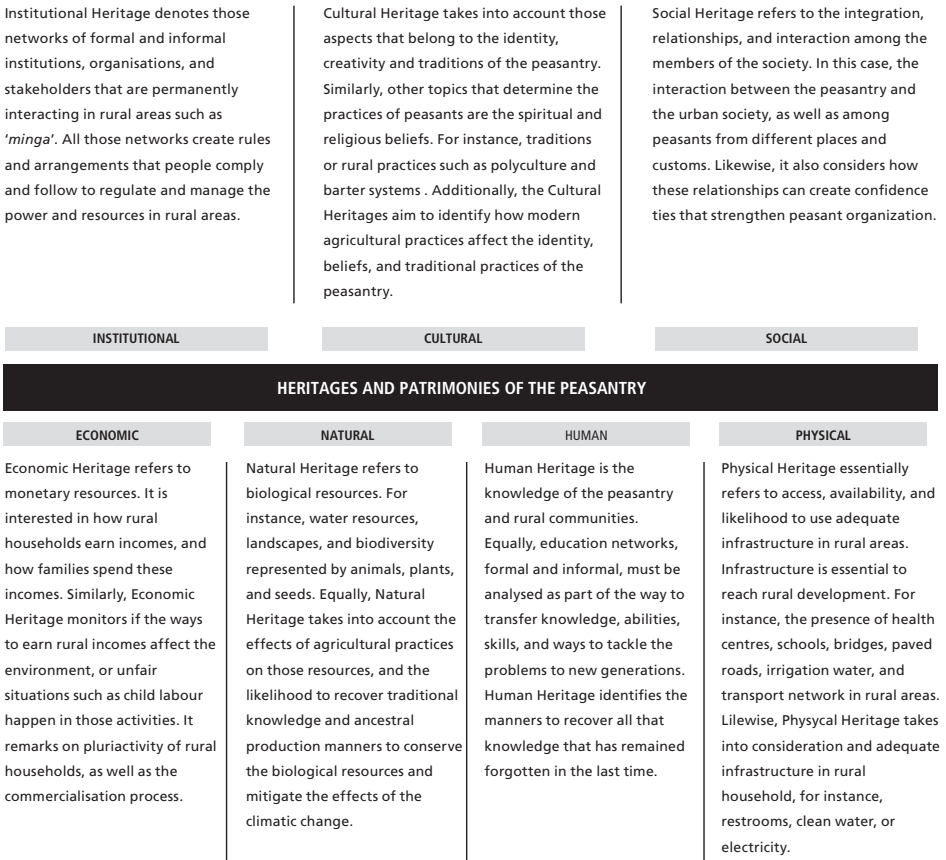 Institutional Heritage denotes those
networks of formal and informal
institutions, organisations, and
stakeholders that are permanently
interacting in rural areas such as
‘minga’. All those networks create rules
and arrangements that people comply
and follow to regulate and manage the
power and resources in rural areas.
Cultural Heritage takes into account those
aspects that belong to the identity,
creativity and traditions of the peasantry.
Similarly, other topics that determine the
practices of peasants are the spiritual and
religious beliefs. For instance, traditions
or rural practices such as polyculture and
barter systems . Additionally, the Cultural
Heritages aim to identify how modern
agricultural practices affect the identity,
beliefs, and traditional practices of the
peasantry.
Social Heritage refers to the integration,
relationships, and interaction among the
members of the society. In this case, the
interaction between the peasantry and
the urban society, as well as among
peasants from different places and
customs. Likewise, it also considers how
these relationships can create confidence
ties that strengthen peasant organization.
INSTITUTIONAL
CULTURAL
SOCIAL
HERITAGES AND PATRIMONIES OF THE PEASANTRY
ECONOMIC
NATURAL
HUMAN
PHYSICAL
Economic Heritage refers to
monetary resources. It is
interested in how rural
households earn incomes, and
how families spend these
incomes. Similarly, Economic
Heritage monitors if the ways
to earn rural incomes affect the
environment, or unfair
situations such as child labour
happen in those activities. It
remarks on pluriactivity of rural
households, as well as the
commercialisation process.
Natural Heritage refers to
biological resources. For
instance, water resources,
landscapes, and biodiversity
represented by animals, plants,
and seeds. Equally, Natural
Heritage takes into account the
effects of agricultural practices
on those resources, and the
likelihood to recover traditional
knowledge and ancestral
production manners to conserve
the biological resources and
mitigate the effects of the
climatic change.
Human Heritage is the
knowledge of the peasantry
and rural communities.
Equally, education networks,
formal and informal, must be
analysed as part of the way to
transfer knowledge, abilities,
skills, and ways to tackle the
problems to new generations.
Human Heritage identifies the
manners to recover all that
knowledge that has remained
forgotten in the last time.
Physical Heritage essentially
refers to access, availability, and
likelihood to use adequate
infrastructure in rural areas.
Infrastructure is essential to
reach rural development. For
instance, the presence of health
centres, schools, bridges, paved
roads, irrigation water, and
transport network in rural areas.
Lilewise, Physycal Heritage takes
into consideration and adequate
infrastructure in rural
household, for instance,
restrooms, clean water, or
electricity.